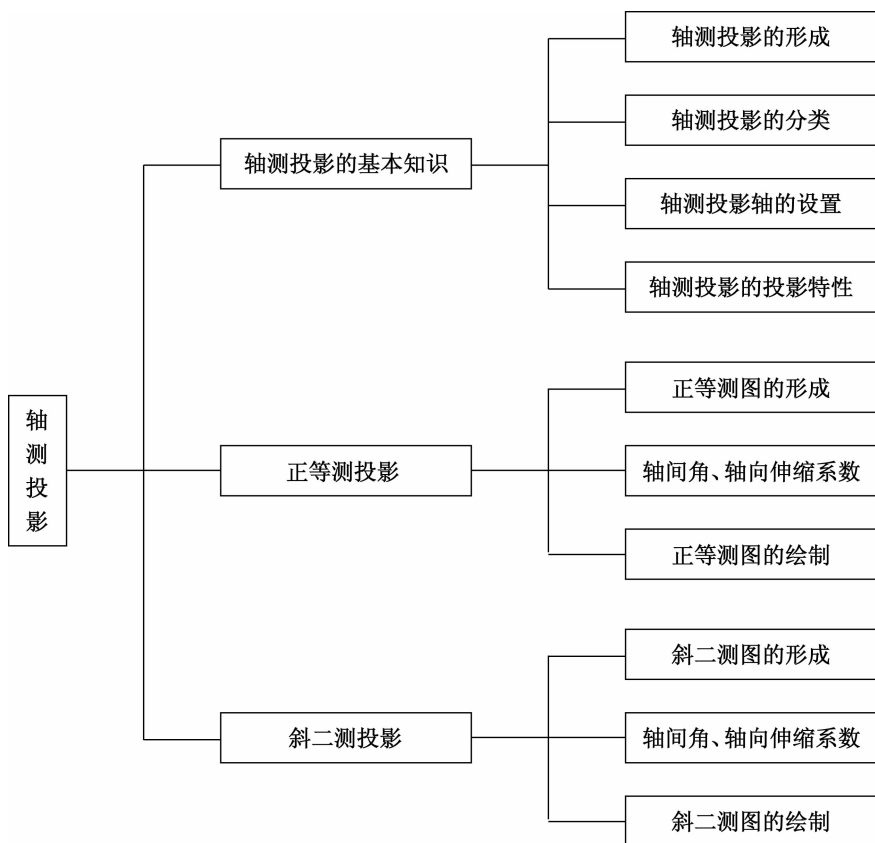 轴测投影
轴测投影的基本知识
轴测投影的形成
轴测投影的分类
轴测投影轴的设置
轴测投影的投影特性
正等测投影
正等测图的形成
轴间角、轴向伸缩系数
正等测图的绘制
斜二测投影
斜二测图的形成
轴间角、轴向伸缩系数
斜二测图的绘制